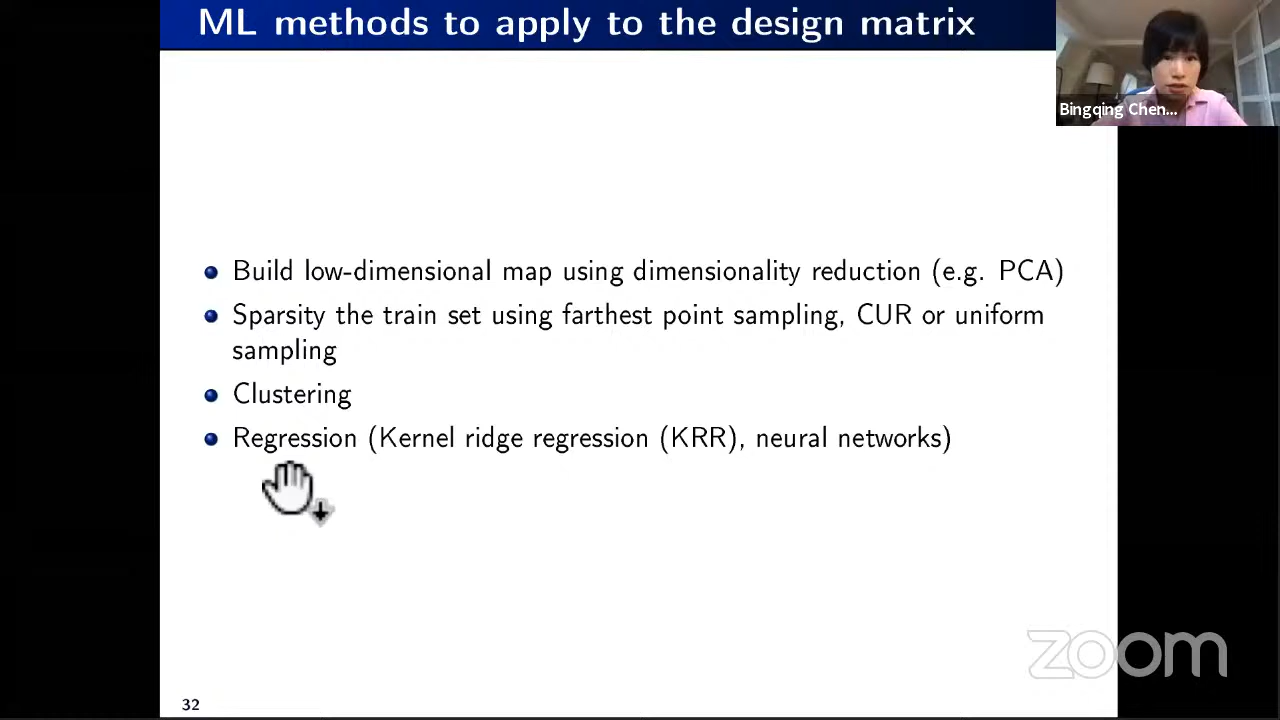 ML methods to apply to the design matrix
Bingqing Chen...
Build low-dimensional map using dimensionality reduction (e.g. PCA)
Sparsity the train set using farthest point sampling, CUR or uniform
sampling
Clustering
Regression (Kernel ridge regression (KRR), neural networks)
zoom
32